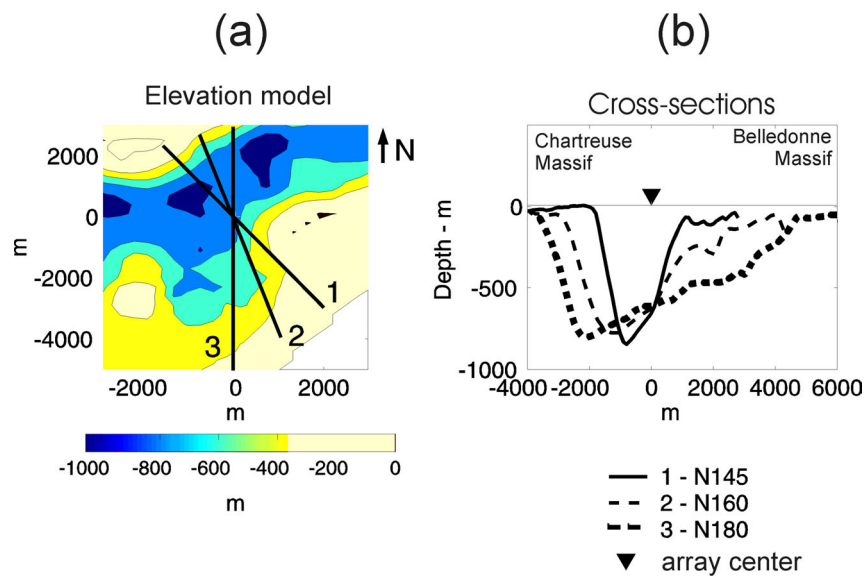 (a)
Elevation model
2000
0
-2000
-4000
m
N
1
2
3
-2000
0
2000
m
-1000
-800
-600
-400
-200
0
m
(b)
Cross-sections
Chartreuse
Massif
Belledonne
Massif
0
-500
-1000
Depth - m
-4000
-2000
0
2000
4000
6000
m
1 - N145
2 - N160
3 - N180
array center